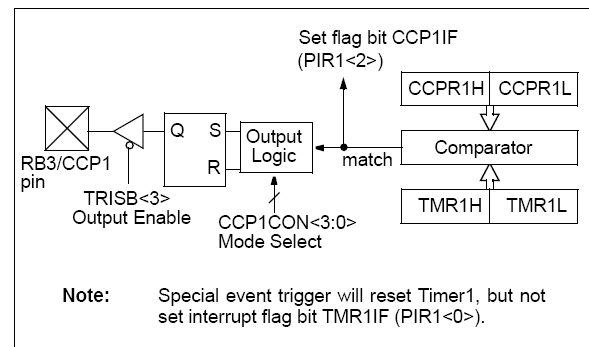 Set flag bit CCP1IF
(PIR1<2>)
CCPR1H CCPR1L
Q S
R
Output
Logic
match
Comparator
RB3/CCP1
pin
TRISB<3>
Output Enable
CCP1CON<3:0>
Mode Select
TMR1H TMR1L
Note: Special event trigger will reset Timer1, but not
set interrupt flag bit TMR1IF (PIR1<0>).